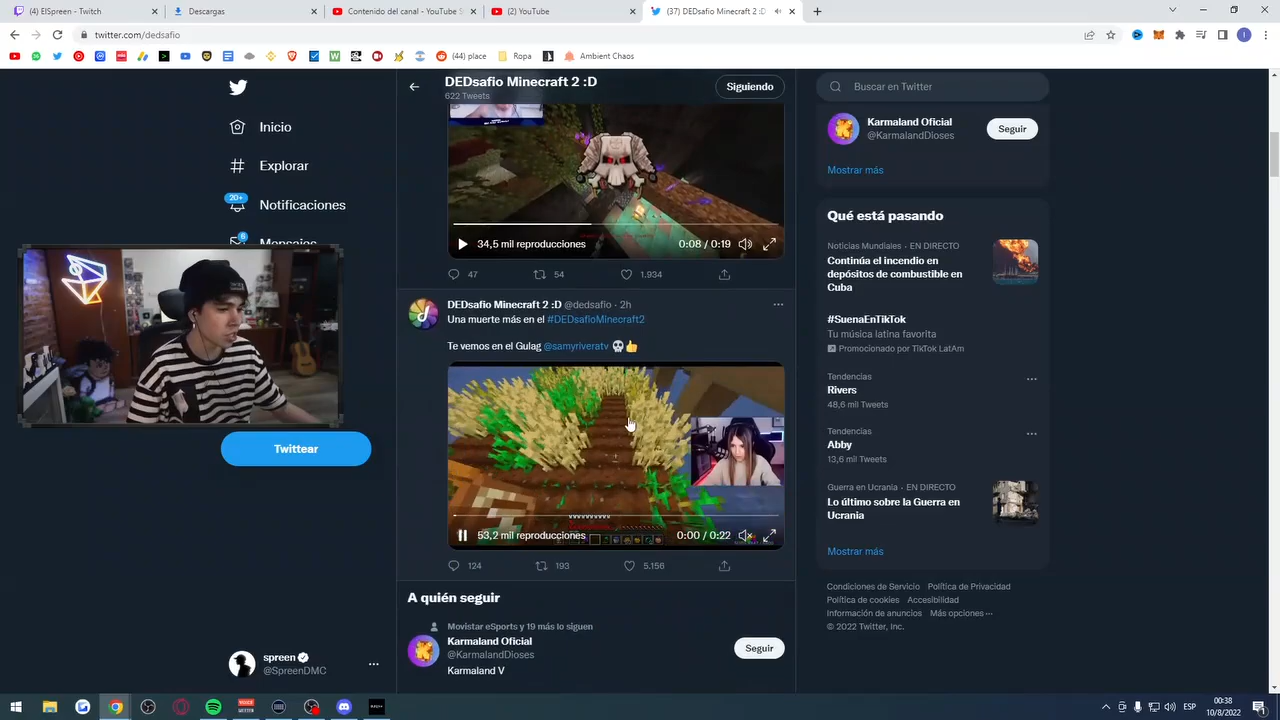 ElSpreen - Twitch
Descargas
Contenido del canal - YouTube S
(2) YouTube
(37) DEDsafio Minecraft 2 :D
twitter.com/dedsafio
(44) place
Ropa
Ambient Chaos
Inicio
Explorar
20+
Notificaciones
6
Mensajes
Twittear
spreen
@SpreenDMC
DEDsafio Minecraft 2 :D
622 Tweets
Siguiendo
34,5 mil reproducciones
0:08 / 0:19
47
54
1.934
DEDsafio Minecraft 2 :D @dedsafio · 2h
Una muerte más en el #DEDsafioMinecraft2
Te vemos en el Gulag @samyriveratv 💀👍
53,2 mil reproducciones
0:00 / 0:22
124
193
5.156
A quién seguir
Movistar eSports y 19 más lo siguen
Karmaland Oficial
@KarmalandDioses
Seguir
Karmaland V
Buscar en Twitter
Karmaland Oficial
@KarmalandDioses
Seguir
Mostrar más
Qué está pasando
Noticias Mundiales · EN DIRECTO
Continúa el incendio en
depósitos de combustible en
Cuba
#SuenaEnTikTok
Tu música latina favorita
Promocionado por TikTok LatAm
Tendencias
Rivers
48,6 mil Tweets
Tendencias
Abby
13,6 mil Tweets
Guerra en Ucrania · EN DIRECTO
Lo último sobre la Guerra en
Ucrania
Mostrar más
Condiciones de Servicio Política de Privacidad
Política de cookies Accesibilidad
Información de anuncios Más opciones ···
© 2022 Twitter, Inc.
ESP
00:38
10/8/2022